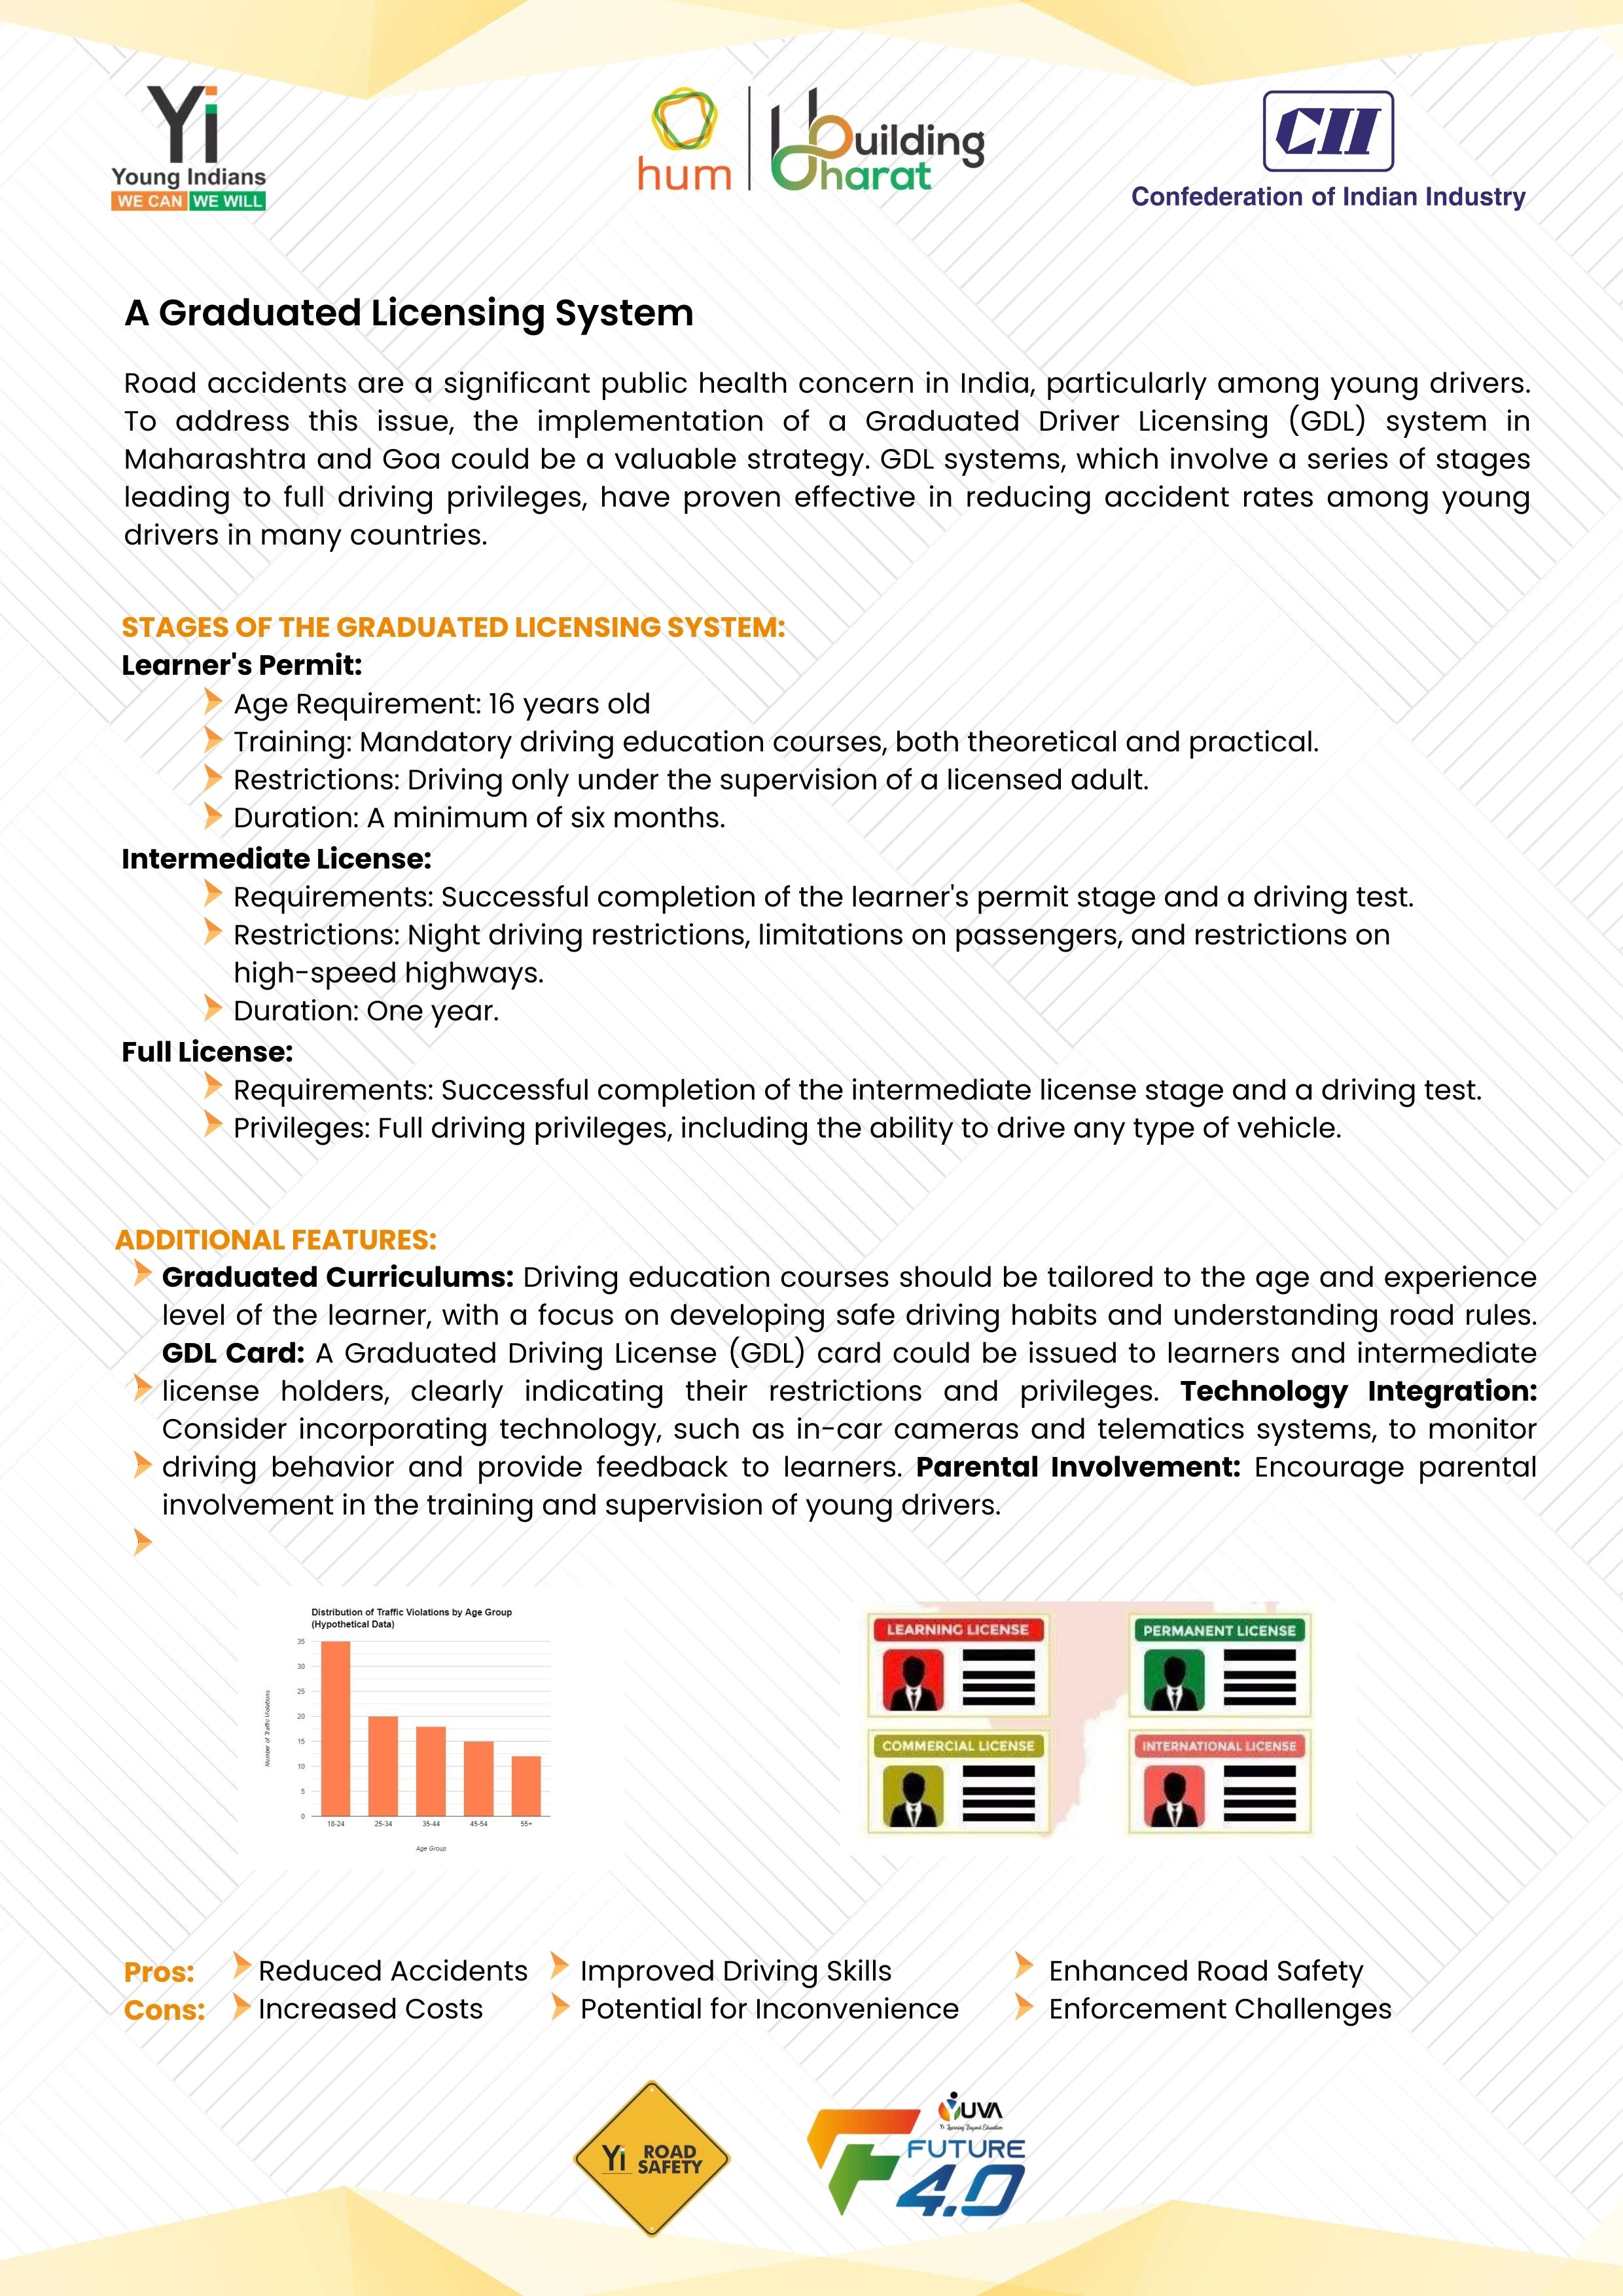 Yi
Young Indians
WE CAN WE WILL
hum
Building
Bharat
CII
Confederation of Indian Industry
A Graduated Licensing System
Road accidents are a significant public health concern in India, particularly among young drivers.
To address this issue, the implementation of a Graduated Driver Licensing (GDL) system in
Maharashtra and Goa could be a valuable strategy. GDL systems, which involve a series of stages
leading to full driving privileges, have proven effective in reducing accident rates among young
drivers in many countries.
STAGES OF THE GRADUATED LICENSING SYSTEM:
Learner's Permit:
Age Requirement: 16 years old
Training: Mandatory driving education courses, both theoretical and practical.
Restrictions: Driving only under the supervision of a licensed adult.
Duration: A minimum of six months.
Intermediate License:
Requirements: Successful completion of the learner's permit stage and a driving test.
Restrictions: Night driving restrictions, limitations on passengers, and restrictions on
high-speed highways.
Duration: One year.
Full License:
Requirements: Successful completion of the intermediate license stage and a driving test.
Privileges: Full driving privileges, including the ability to drive any type of vehicle.
ADDITIONAL FEATURES:
Graduated Curriculums: Driving education courses should be tailored to the age and experience
level of the learner, with a focus on developing safe driving habits and understanding road rules.
GDL Card: A Graduated Driving License (GDL) card could be issued to learners and intermediate
license holders, clearly indicating their restrictions and privileges. Technology Integration:
Consider incorporating technology, such as in-car cameras and telematics systems, to monitor
driving behavior and provide feedback to learners. Parental Involvement: Encourage parental
involvement in the training and supervision of young drivers.
Distribution of Traffic Violations by Age Group
(Hypothetical Data)
Number of Traffic Violations
35
30
25
20
15
10
5
0
18-24 25-34 35-44 45-54 55+
Age Group
LEARNING LICENSE
PERMANENT LICENSE
COMMERCIAL LICENSE
INTERNATIONAL LICENSE
Pros: Reduced Accidents Improved Driving Skills Enhanced Road Safety
Cons: Increased Costs Potential for Inconvenience Enforcement Challenges
Yi ROAD
SAFETY
YUVA
Yi Learning Beyond Education
FUTURE
4.0